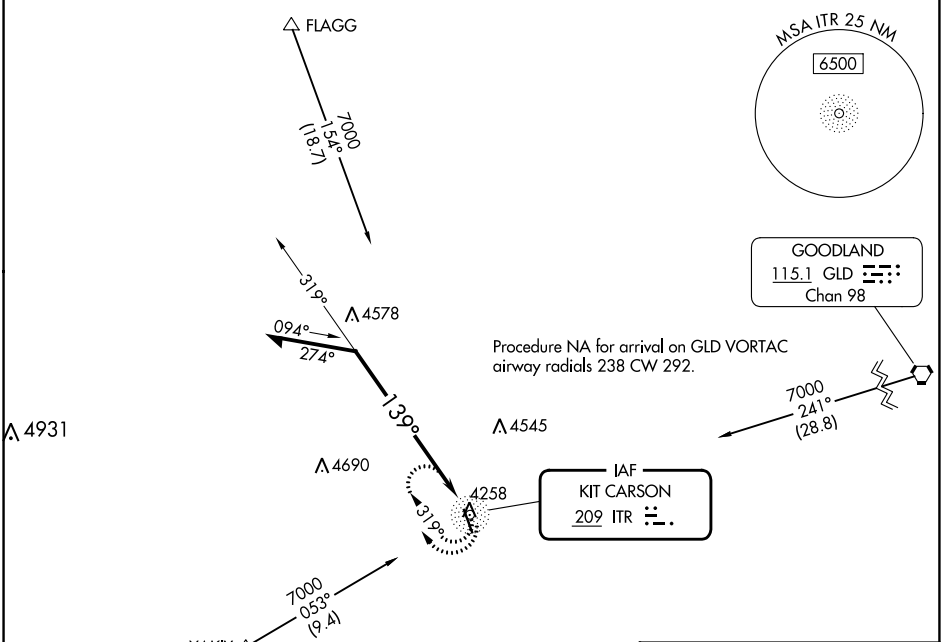 FLAGG
MSA ITR 25 NM
6500
7000
154°
(18.7)
GOODLAND
115.1 GLD
Chan 98
319°
4578
094°
274°
Procedure NA for arrival on GLD VORTAC
airway radials 238 CW 292.
7000
241°
(28.8)
139°
4931
4545
4690
IAF
KIT CARSON
209 ITR
4258
319°
7000
053°
(9.4)